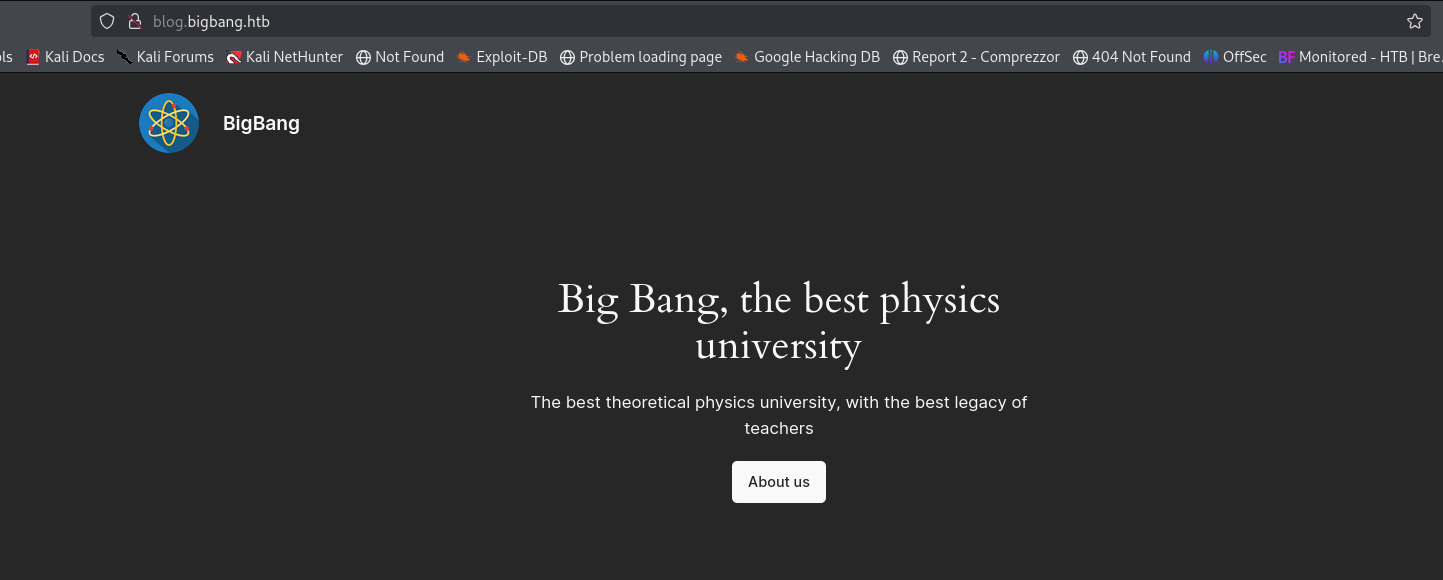 blog.bigbang.htb
Kali Docs Kali Forums Kali NetHunter Not Found Exploit-DB Problem loading page Google Hacking DB Report 2 - Comprezzor 404 Not Found OffSec BF Monitored - HTB | Bre
BigBang
Big Bang, the best physics
university
The best theoretical physics university, with the best legacy of
teachers
About us